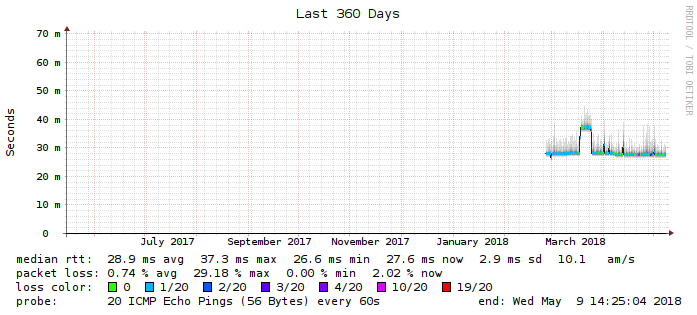 Last 360 Days
RRDTOOL / TOBI OETIKER
Seconds
70 m
60 m
50 m
40 m
30 m
20 m
10 m
0
July 2017 September 2017 November 2017 January 2018 March 2018
median rtt: 28.9 ms avg 37.3 ms max 26.6 ms min 27.6 ms now 2.9 ms sd 10.1 am/s
packet loss: 0.74 % avg 29.18 % max 0.00 % min 2.02 % now
loss color: 0 1/20 2/20 3/20 4/20 10/20 19/20
probe: 20 ICMP Echo Pings (56 Bytes) every 60s end: Wed May 9 14:25:04 2018